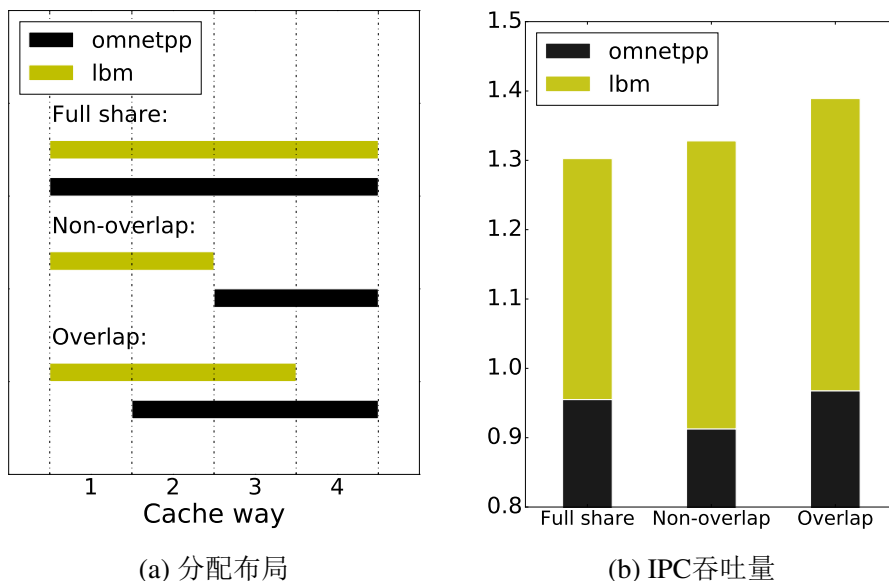 omnetpp
lbm
Full share:
Non-overlap:
Overlap:
1 2 3 4
Cache way
(a) 分配布局
1.5
1.4
1.3
1.2
1.1
1.0
0.9
0.8
omnetpp
lbm
Full share Non-overlap Overlap
(b) IPC吞吐量